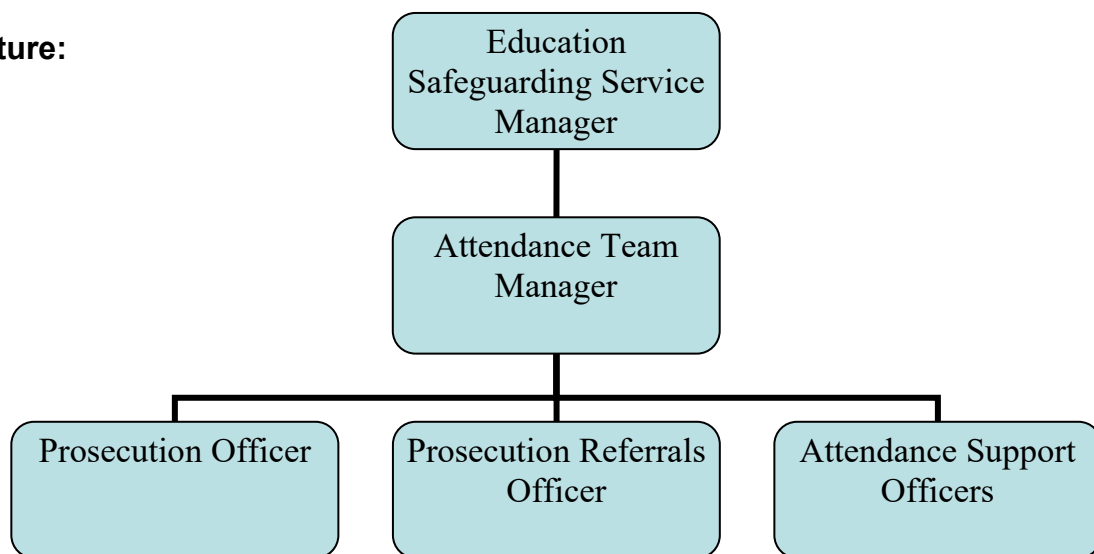 ture:
Education
Safeguarding Service
Manager
Attendance Team
Manager
Prosecution Officer
Prosecution Referrals
Officer
Attendance Support
Officers